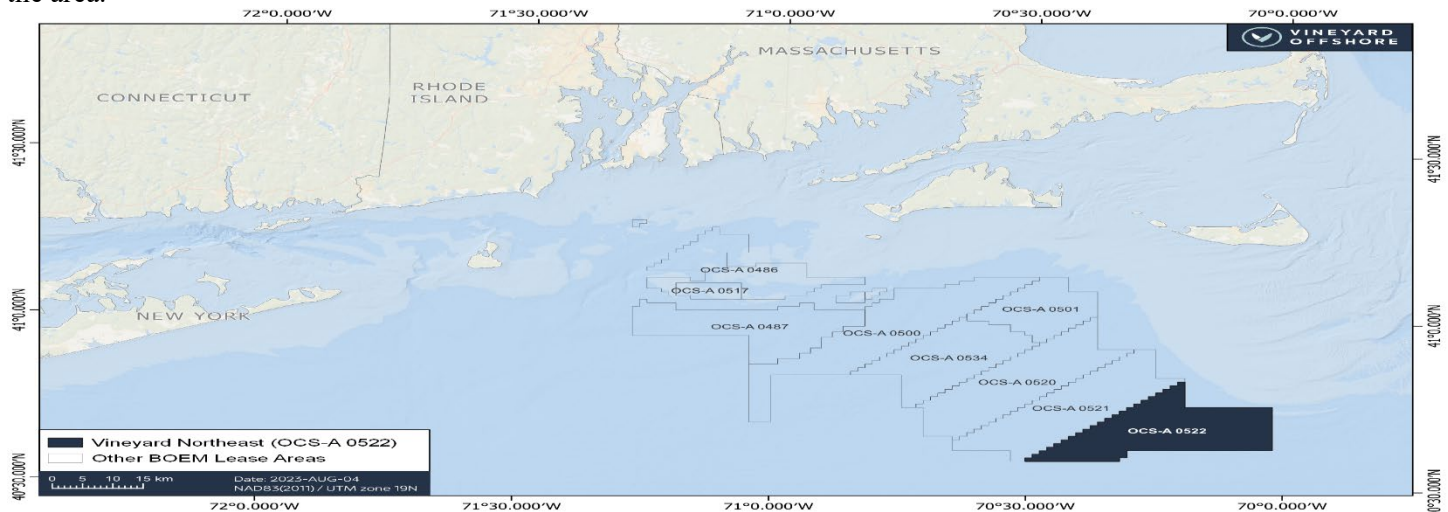 the area.
72°0.000'W 71°30.000'W 71°0.000'W 70°30.000'W 70°0.000'W
VINEYARD
OFFSHORE
MASSACHUSETTS
RHODE
ISLAND
CONNECTICUT
41°30.000'N
41°30.000'N
OCS-A 0486
OCS-A 0517
41°0.000'N
NEW YORK
OCS-A 0487
OCS-A 0500
OCS-A 0501
41°0.000'N
OCS-A 0534
OCS-A 0520
OCS-A 0521
OCS-A 0522
Vineyard Northeast (OCS-A 0522)
Other BOEM Lease Areas
0 5 10 15 km
Date: 2023-AUG-04
NAD83(2011) / UTM zone 19N
40°30.000'N
0°30.000'N
72°0.000'W 71°30.000'W 71°0.000'W 70°30.000'W 70°0.000'W